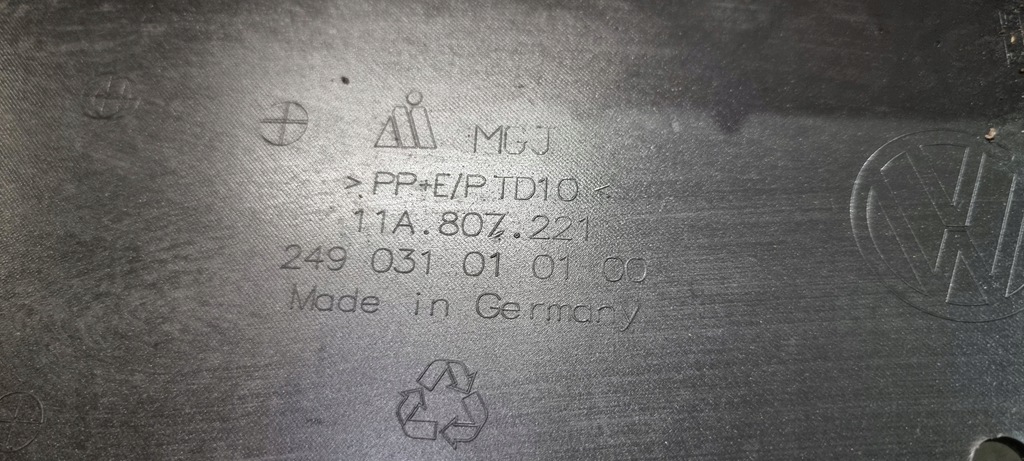 MGJ
>PP+E/P.TD10<
11A.807.221
249 031 01 01 00
Made in Germany